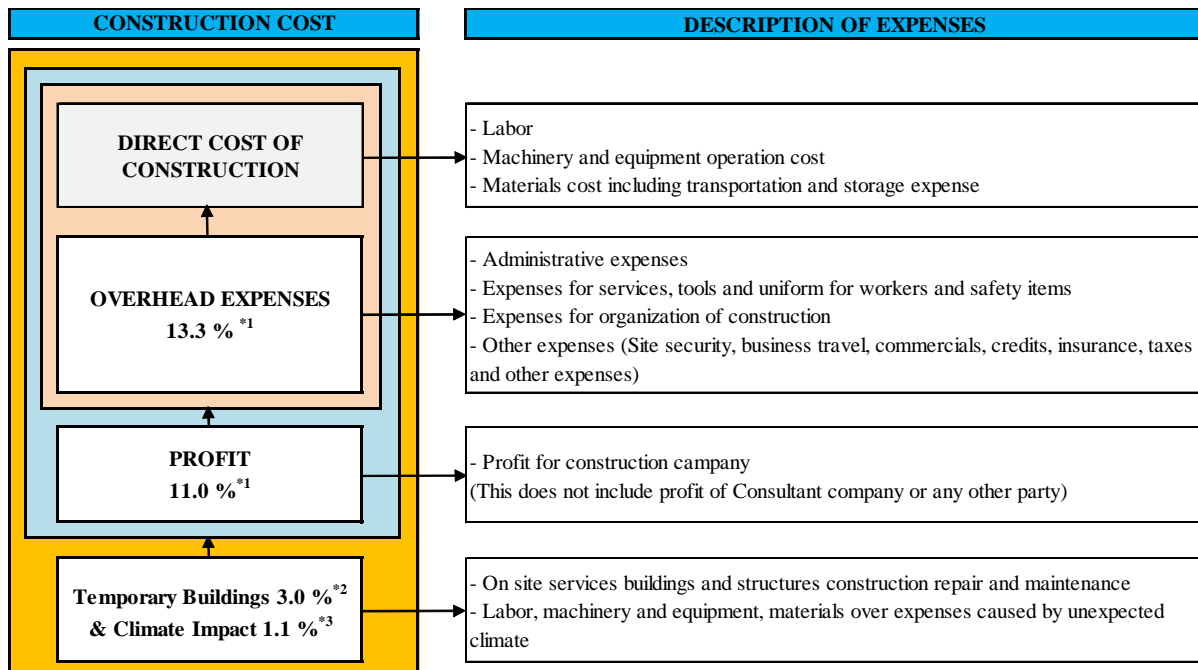 CONSTRUCTION COST
DESCRIPTION OF EXPENSES
DIRECT COST OF
CONSTRUCTION
- Labor
- Machinery and equipment operation cost
- Materials cost including transportation and storage expense
OVERHEAD EXPENSES
13.3 % *1
- Administrative expenses
- Expenses for services, tools and uniform for workers and safety items
- Expenses for organization of construction
- Other expenses (Site security, business travel, commercials, credits, insurance, taxes
and other expenses)
PROFIT
11.0 %*1
- Profit for construction campany
(This does not include profit of Consultant company or any other party)
Temporary Buildings 3.0 %*2
& Climate Impact 1.1 %*3
- On site services buildings and structures construction repair and maintenance
- Labor, machinery and equipment, materials over expenses caused by unexpected
climate